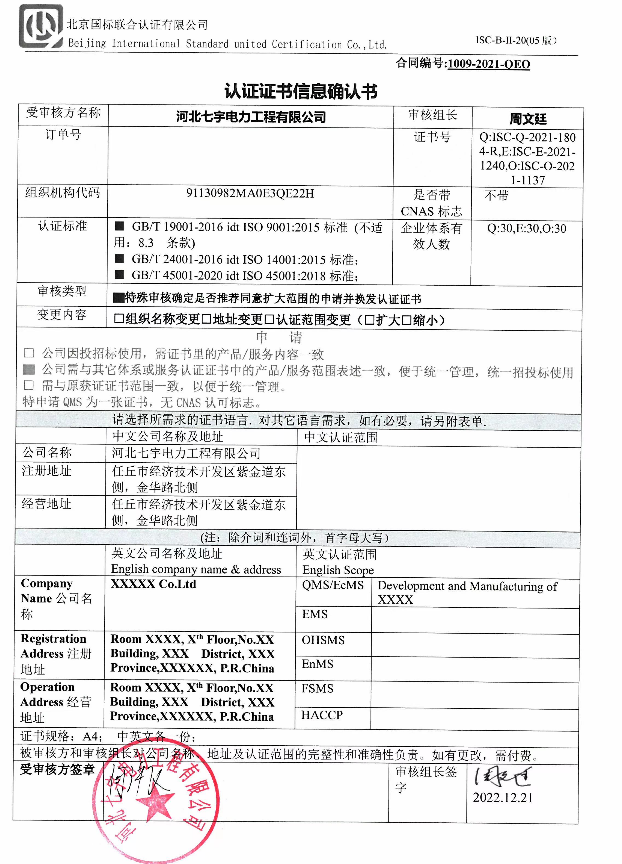 北京国标联合认证有限公司
Beijing International Standard united Certification Co.,Ltd.
ISC-B-II-20(05 版)
合同编号:1009-2021-QEO
认证证书信息确认书
受审核方名称 河北七宇电力工程有限公司 审核组长 周文廷
订单号 证书号 Q:ISC-Q-2021-180
4-R,E:ISC-E-2021-
1240,O:ISC-O-202
1-1137
组织机构代码 91130982MA0E3QE22H 是否带 不带
CNAS 标志
认证标准 ■ GB/T 19001-2016 idt ISO 9001:2015 标准 (不适 企业体系有 Q:30,E:30,O:30
用: 8.3 条款) 效人数
■ GB/T 24001-2016 idt ISO 14001:2015 标准;
■ GB/T 45001-2020 idt ISO 45001:2018 标准;
审核类型 ■特殊审核确定是否推荐同意扩大范围的申请并换发认证证书
变更内容 □组织名称变更□地址变更□认证范围变更（□扩大□缩小）
申 请
□ 公司因投招标使用，需证书里的产品/服务内容一致
■ 公司需与其它体系或服务认证证书中的产品/服务范围表述一致，便于统一管理，统一招投标使用
□ 需与原获证证书范围一致，以便于统一管理。
特申请 QMS 为一张证书，无 CNAS 认可标志。
请选择所需求的证书语言. 对其它语言需求，如有必要，请另附表单.
中文公司名称及地址 中文认证范围
公司名称 河北七宇电力工程有限公司
注册地址 任丘市经济技术开发区紫金道东
侧，金华路北侧
经营地址 任丘市经济技术开发区紫金道东
侧，金华路北侧
(注：除介词和连词外，首字母大写)
英文公司名称及地址 英文认证范围
English company name & address English Scope
Company XXXXX Co.Ltd QMS/EcMS Development and Manufacturing of
Name 公司名 XXXX
称 EMS
Registration Room XXXX, Xth Floor,No.XX OHSMS
Address 注册 Building, XXX District, XXX
地址 Province,XXXXXX, P.R.China EnMS
Operation Room XXXX, Xth Floor,No.XX FSMS
Address 经营 Building, XXX District, XXX
地址 Province,XXXXXX, P.R.China HACCP
证书规格：A4; 中英文各一份;
被审核方和审核组长对公司名称、地址及认证范围的完整性和准确性负责。如有更改，需付费。
受审核方签章 审核组长签
字
2022.12.21
河北七宇电力工程有限公司